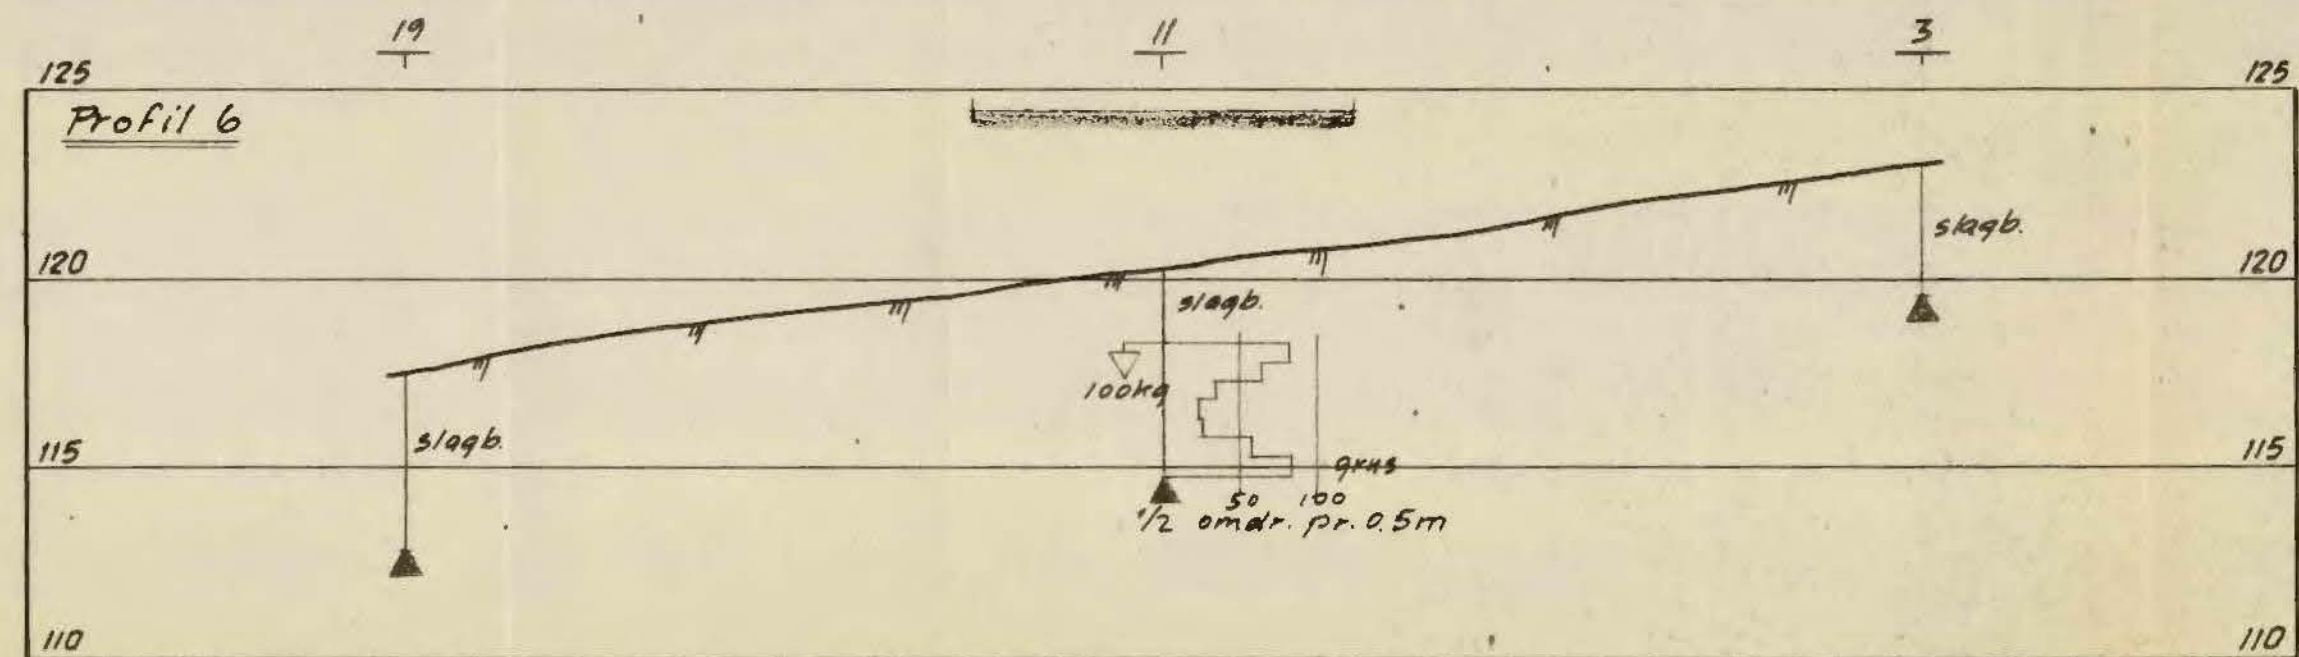 19 11 3
125 125
Profil 6
slagb.
120 120
slagb.
100kg
slagb.
115 grus 115
50 100
1/2 omdr. pr. 0.5m
110 110